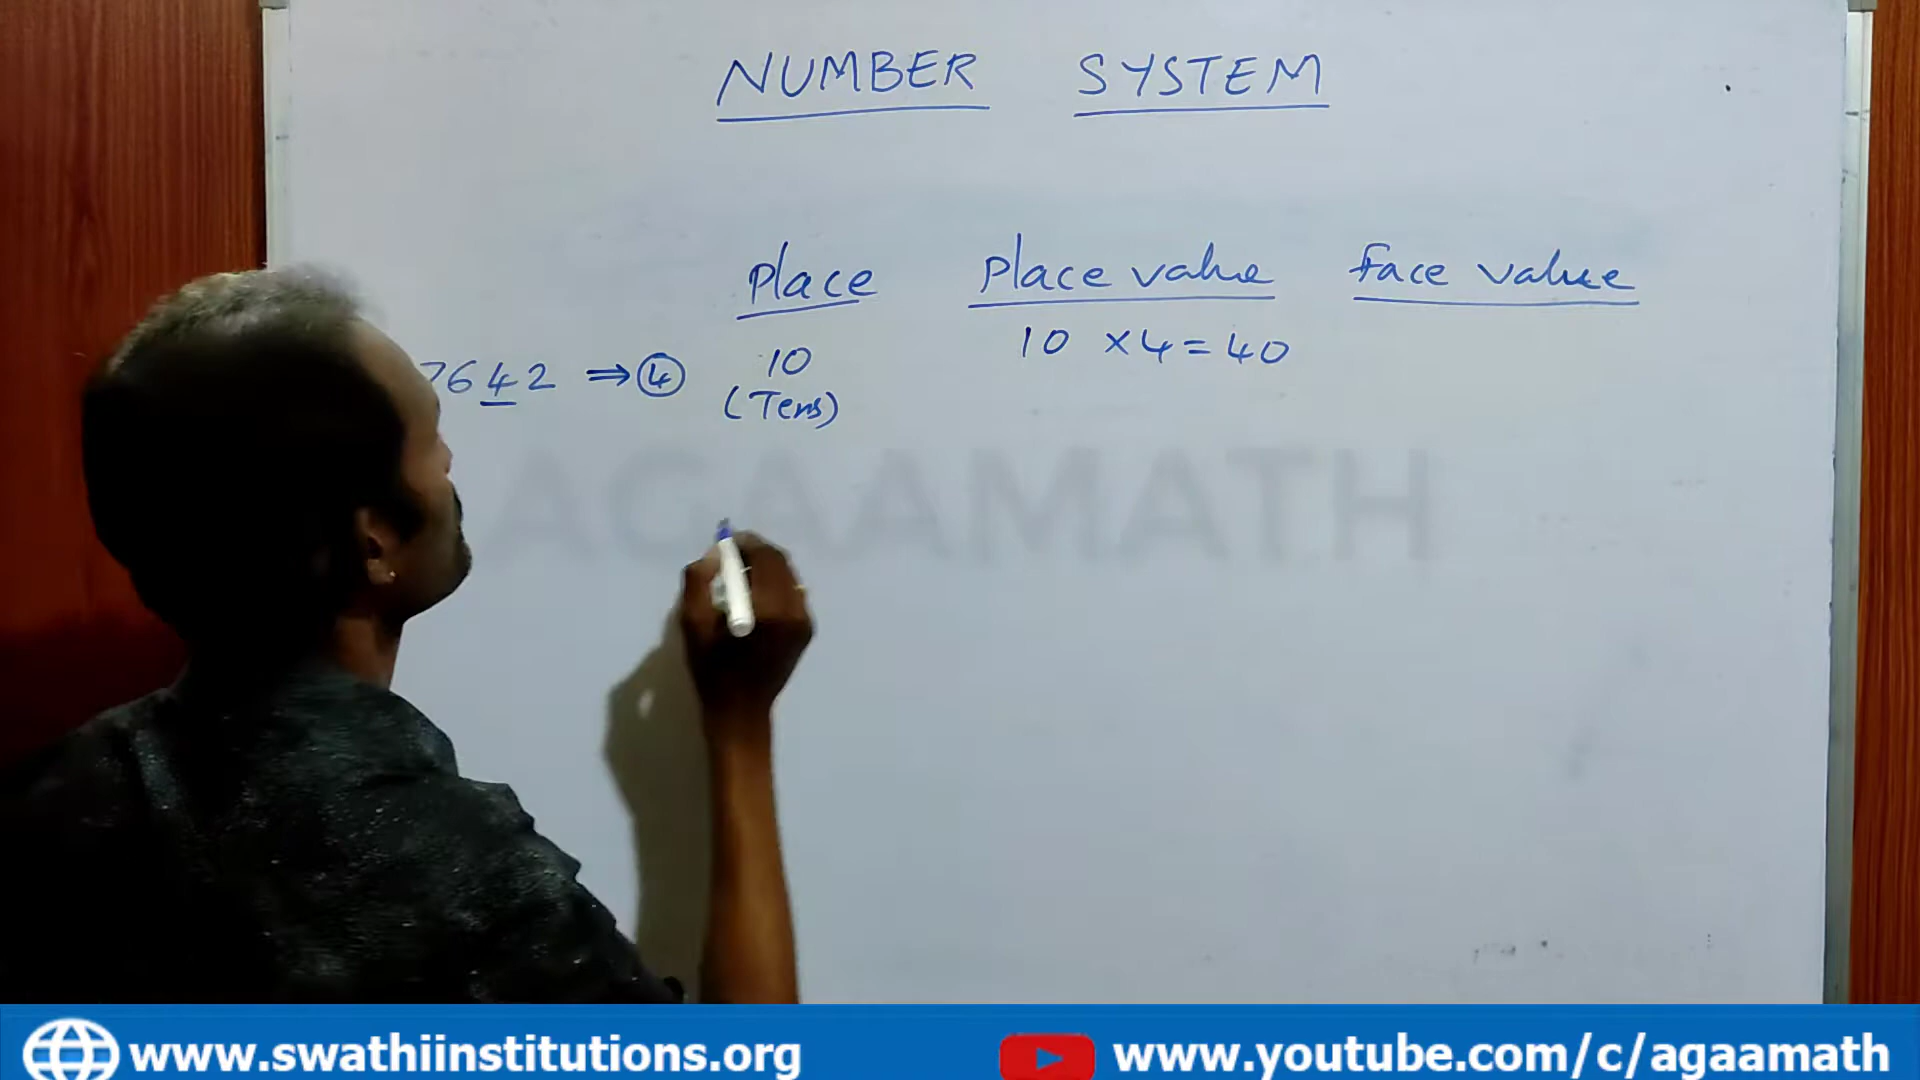 NUMBER SYSTEM
Place Place value Face value
7642 ⇒ ④ 10 10 × 4 = 40
(Tens)
AGAAMATH
www.swathiinstitutions.org www.youtube.com/c/agaamath